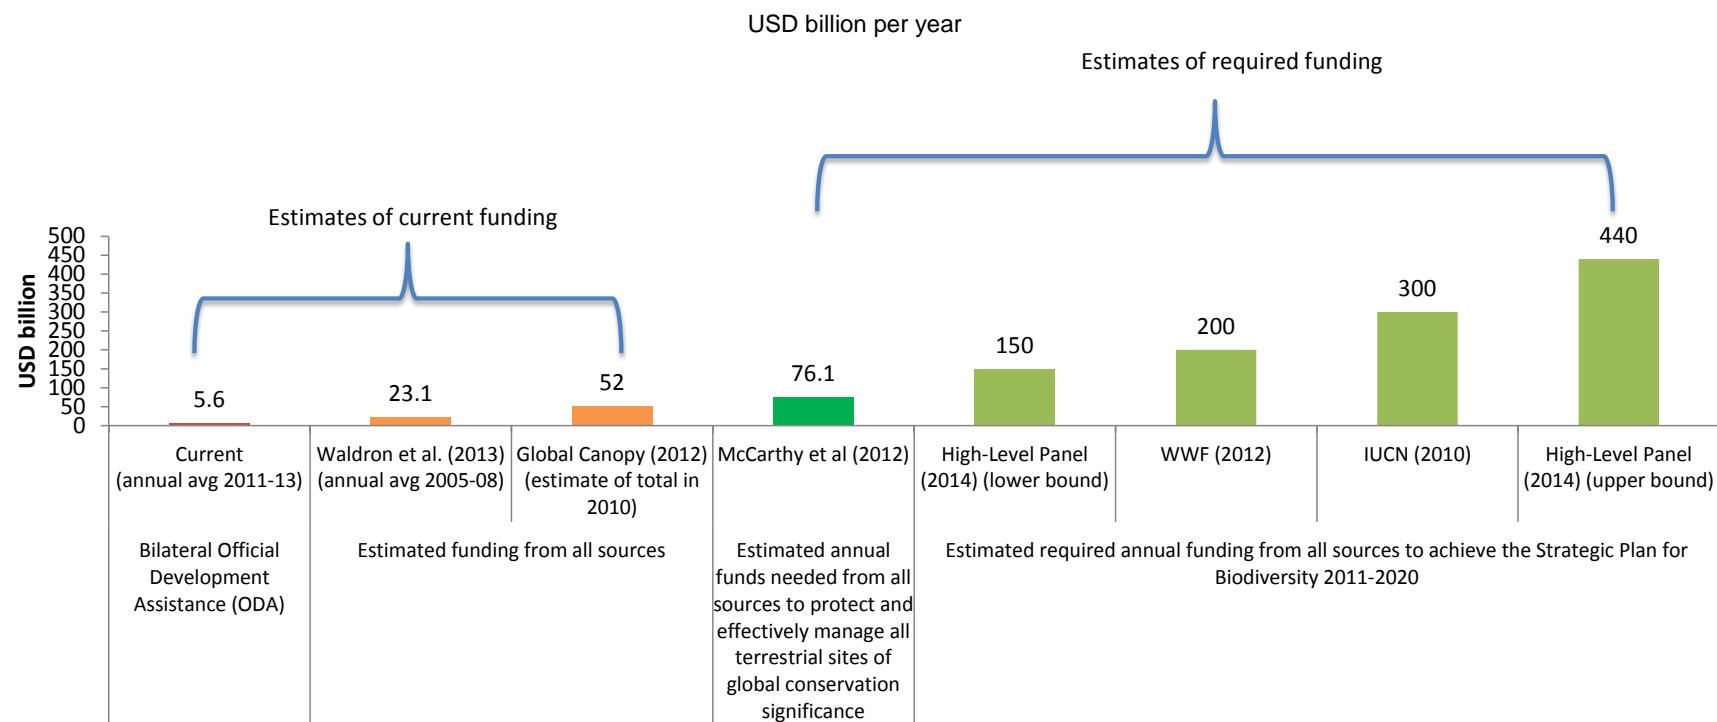 USD billion per year
Estimates of required funding
Estimates of current funding
USD billion
500
450
400
350
300
250
200
150
100
50
0
5.6
23.1
52
76.1
150
200
300
440
Current
(annual avg 2011-13)
Waldron et al. (2013)
(annual avg 2005-08)
Global Canopy (2012)
(estimate of total in
2010)
McCarthy et al (2012)
High-Level Panel
(2014) (lower bound)
WWF (2012)
IUCN (2010)
High-Level Panel
(2014) (upper bound)
Bilateral Official
Development
Assistance (ODA)
Estimated funding from all sources
Estimated annual
funds needed from all
sources to protect and
effectively manage all
terrestrial sites of
global conservation
significance
Estimated required annual funding from all sources to achieve the Strategic Plan for
Biodiversity 2011-2020